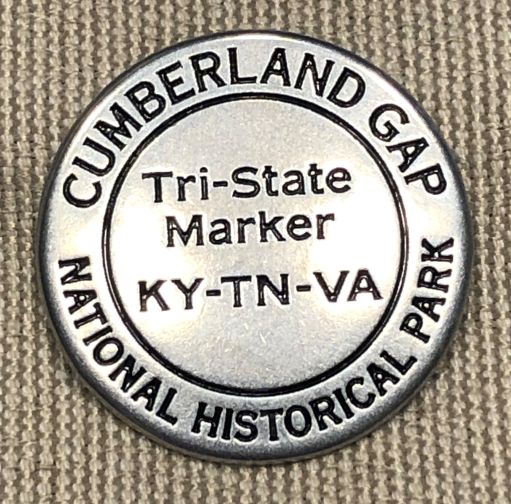 CUMBERLAND GAP
Tri-State
Marker
KY-TN-VA
NATIONAL HISTORICAL PARK